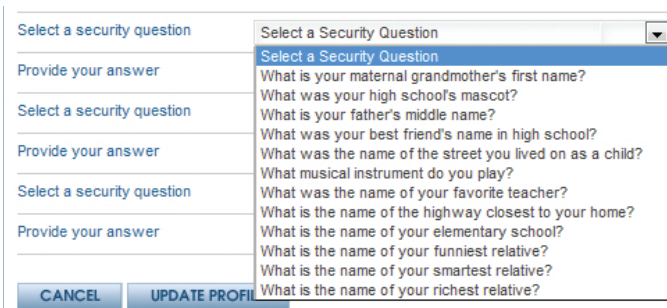 Select a security question
Select a Security Question
Select a Security Question
Provide your answer
What is your maternal grandmother's first name?
What was your high school's mascot?
Select a security question
What is your father's middle name?
What was your best friend's name in high school?
Provide your answer
What was the name of the street you lived on as a child?
What musical instrument do you play?
Select a security question
What was the name of your favorite teacher?
What is the name of the highway closest to your home?
Provide your answer
What is the name of your elementary school?
What is the name of your funniest relative?
What is the name of your smartest relative?
What is the name of your richest relative?
CANCEL
UPDATE PROFI